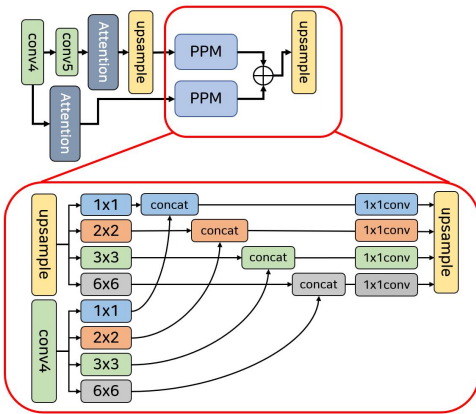 conv4
conv5
Attention
upsample
PPM
upsample
Attention
PPM
upsample
1x1
concat
1x1conv
upsample
2x2
concat
1x1conv
3x3
concat
1x1conv
6x6
concat
1x1conv
conv4
1x1
2x2
3x3
6x6